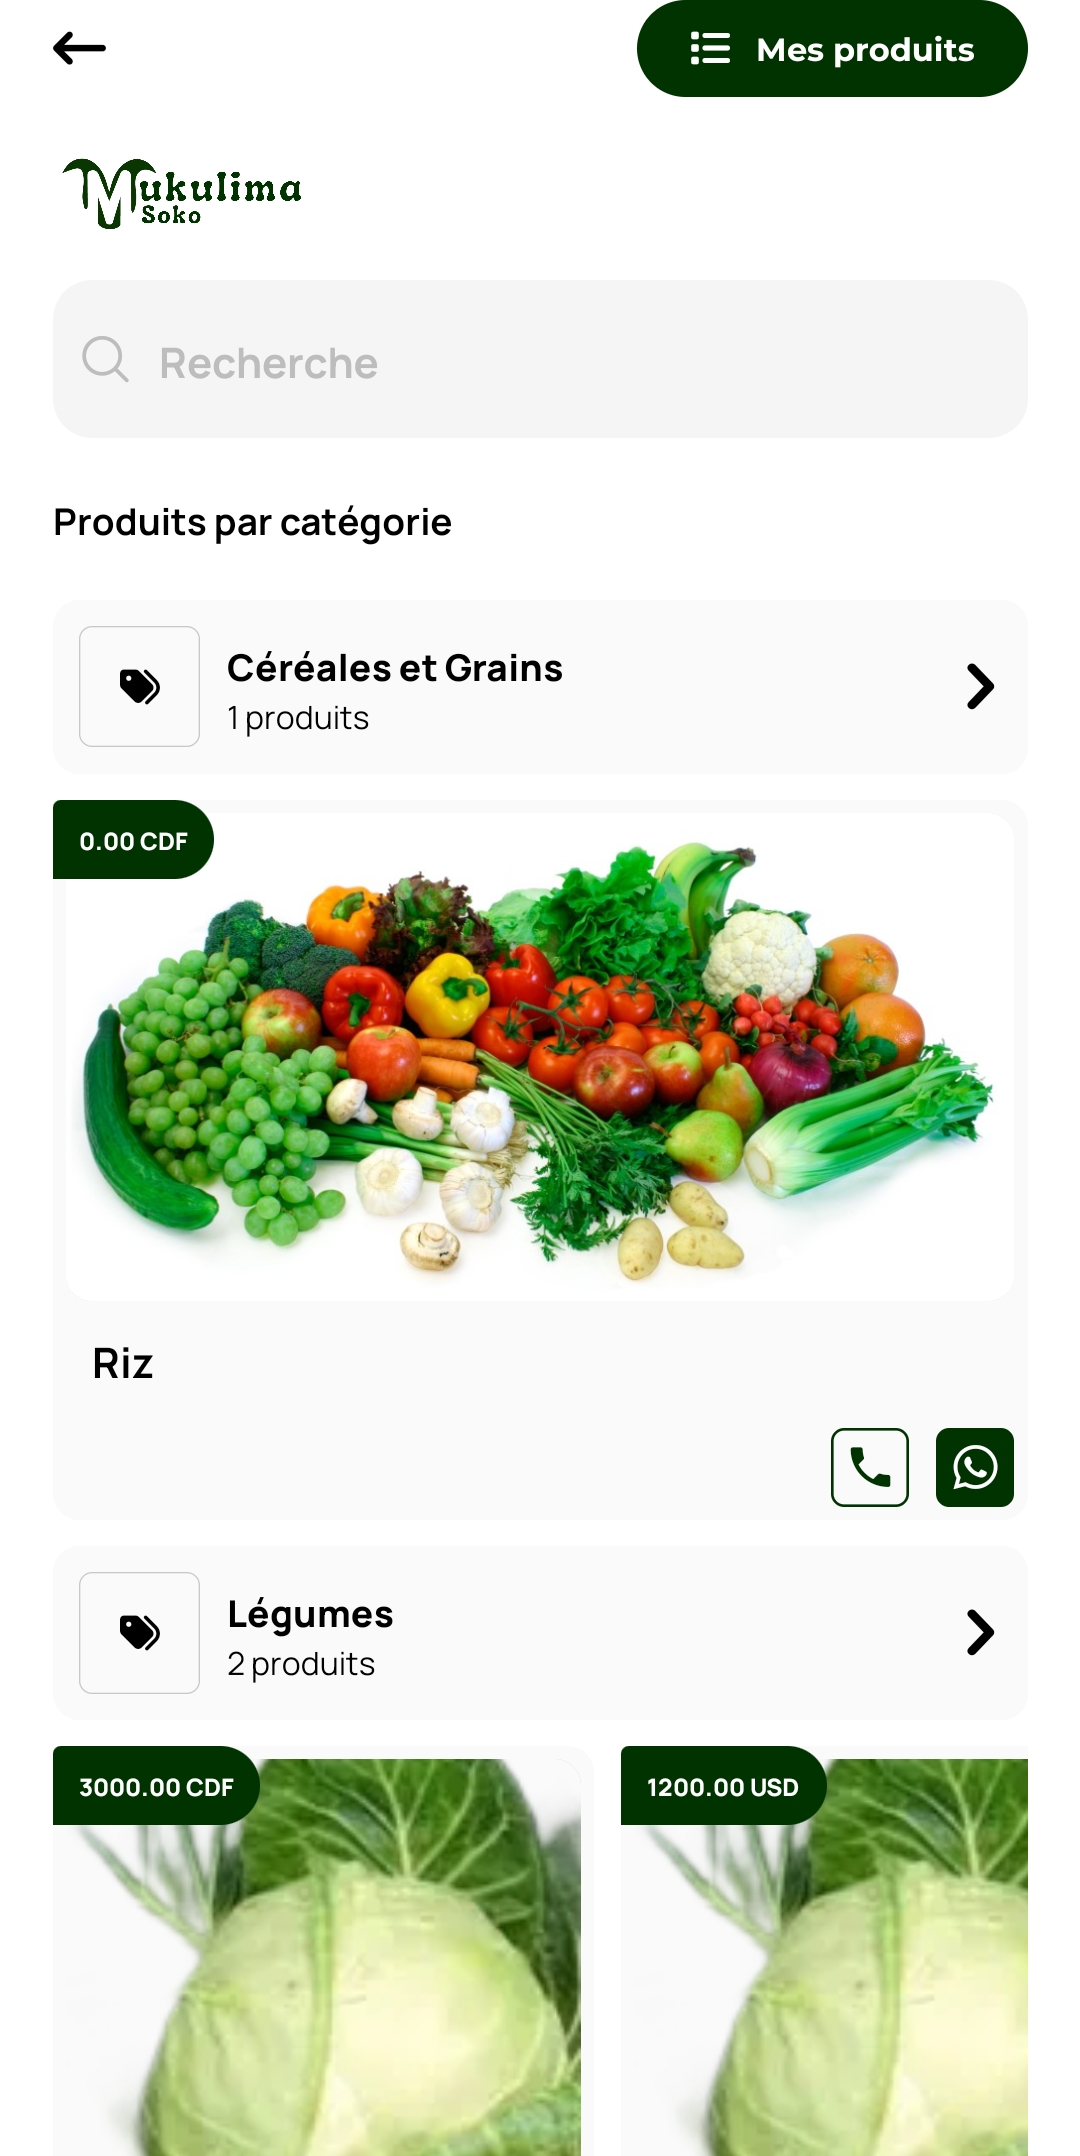 Mes produits
Mukulima
Soko
Recherche
Produits par catégorie
Céréales et Grains
1 produits
0.00 CDF
Riz
Légumes
2 produits
3000.00 CDF
1200.00 USD